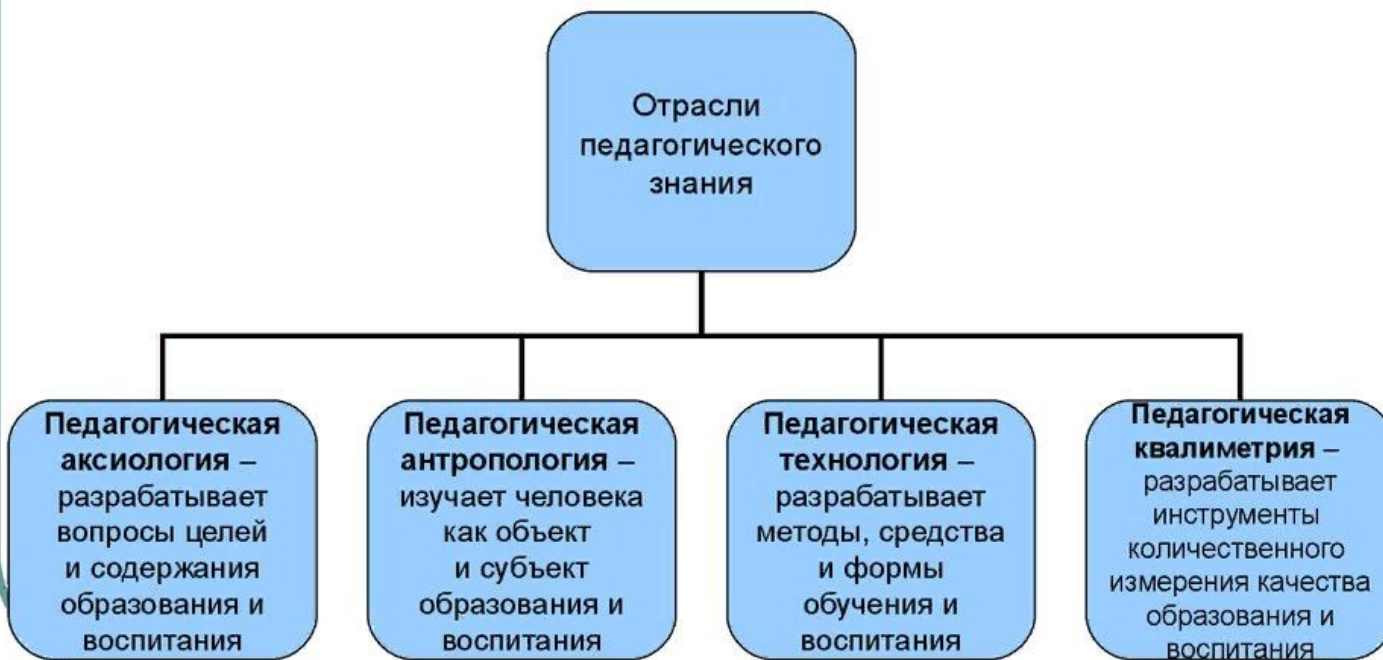 Отрасли
педагогического
знания
Педагогическая
аксиология –
разрабатывает
вопросы целей
и содержания
образования и
воспитания
Педагогическая
антропология –
изучает человека
как объект
и субъект
образования и
воспитания
Педагогическая
технология –
разрабатывает
методы, средства
и формы
обучения и
воспитания
Педагогическая
квалиметрия –
разрабатывает
инструменты
количественного
измерения качества
образования и
воспитания